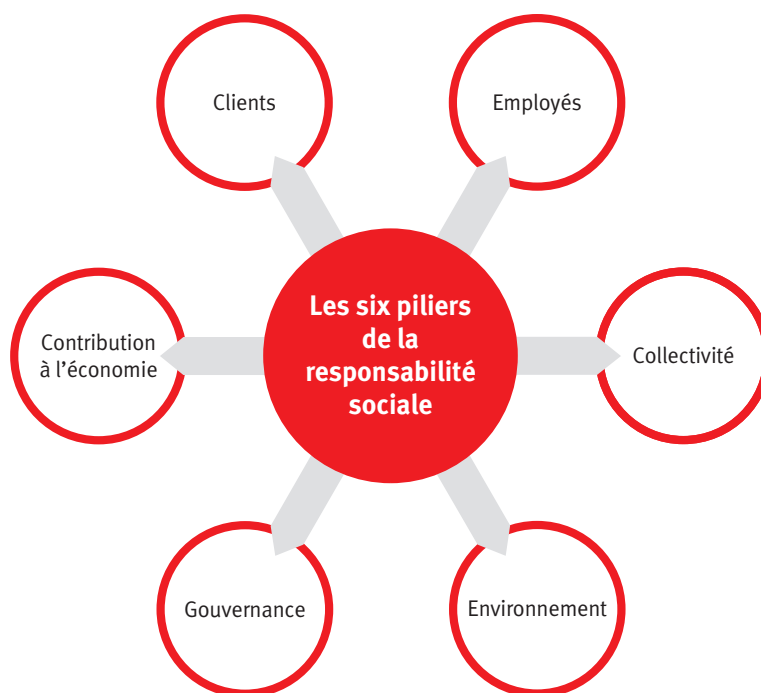 Clients
Employés
Les six piliers
de la
responsabilité
sociale
Contribution
à l’économie
Collectivité
Gouvernance
Environnement